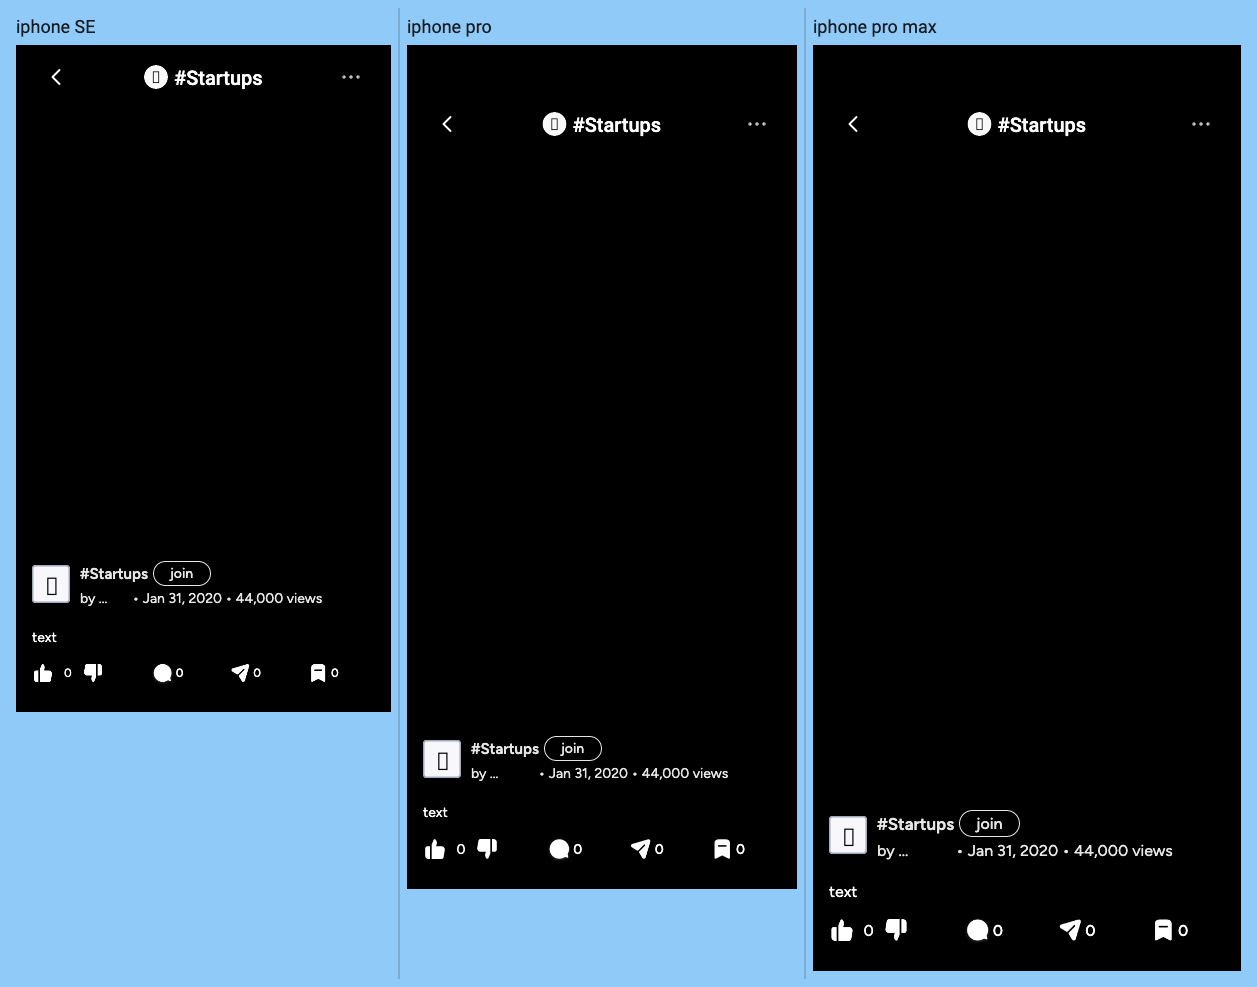 iphone SE
#Startups
#Startups join
by ... • Jan 31, 2020 • 44,000 views
text
0 0 0 0
iphone pro
#Startups
#Startups join
by ... • Jan 31, 2020 • 44,000 views
text
0 0 0 0
iphone pro max
#Startups
#Startups join
by ... • Jan 31, 2020 • 44,000 views
text
0 0 0 0